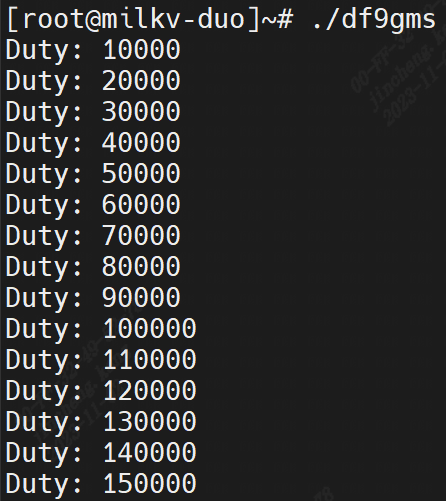 [root@milkv-duo]~# ./df9gms
Duty: 10000
Duty: 20000
Duty: 30000
Duty: 40000
Duty: 50000
Duty: 60000
Duty: 70000
Duty: 80000
Duty: 90000
Duty: 100000
Duty: 110000
Duty: 120000
Duty: 130000
Duty: 140000
Duty: 150000